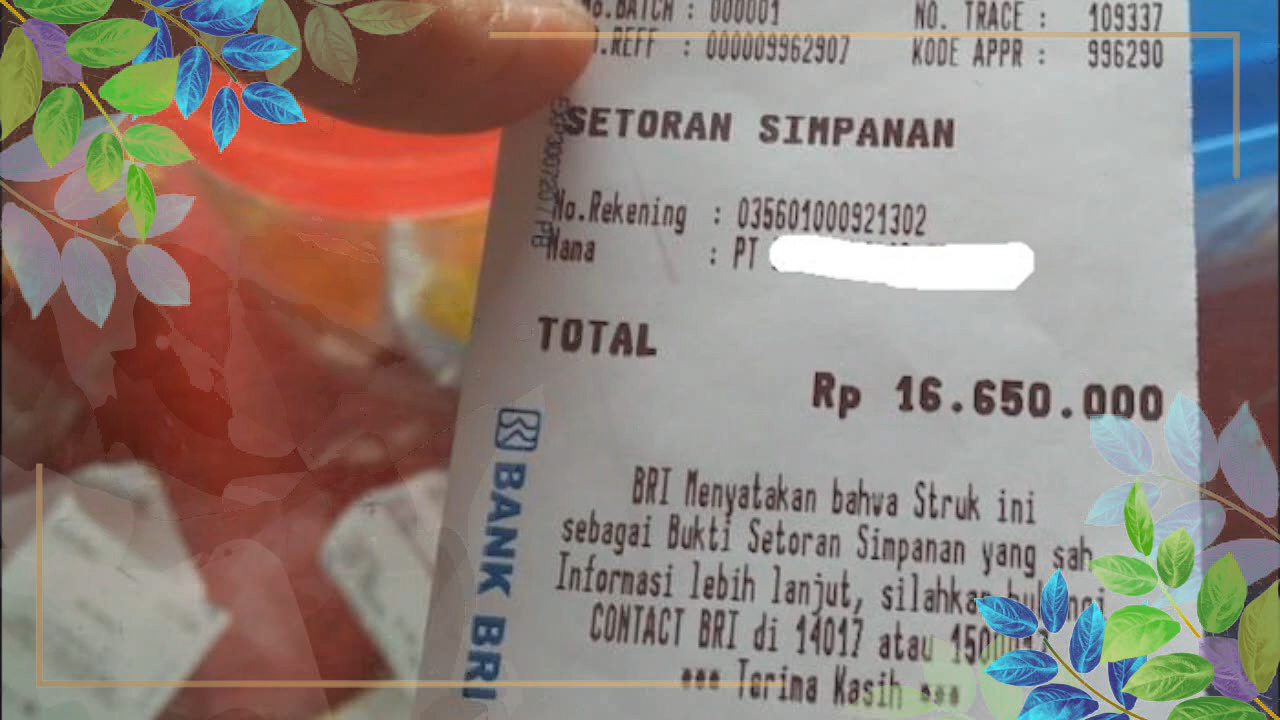 .BATCH : 000001 NO. TRACE : 109337
.REFF : 000009962907 KODE APPR : 996290
SETORAN SIMPANAN
No.Rekening : 035601000921302
Nama : PT
TOTAL
Rp 16.650.000
BRI Menyatakan bahwa Struk ini
sebagai Bukti Setoran Simpanan yang sah
Informasi lebih lanjut, silahkan
CONTACT BRI di 14017 atau
*** Terima Kasih ***
BANK BRI